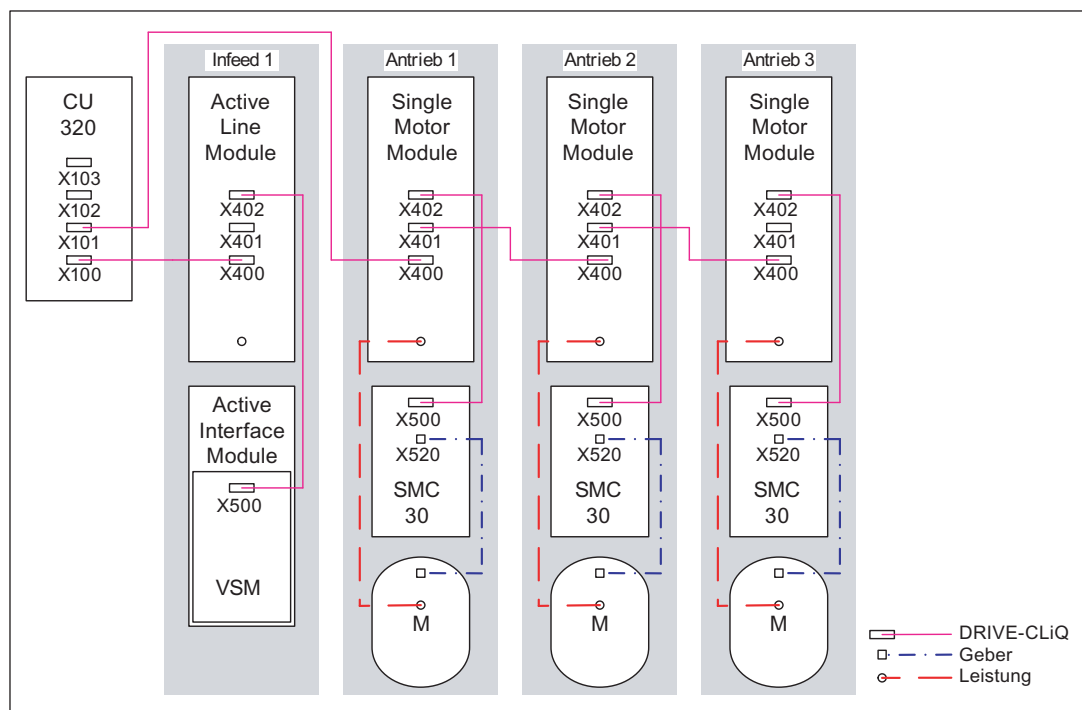 CU
320
X103
X102
X101
X100
Infeed 1
Active
Line
Module
X402
X401
X400
Active
Interface
Module
X500
VSM
Antrieb 1
Single
Motor
Module
X402
X401
X400
X500
X520
SMC
30
M
Antrieb 2
Single
Motor
Module
X402
X401
X400
X500
X520
SMC
30
M
Antrieb 3
Single
Motor
Module
X402
X401
X400
X500
X520
SMC
30
M
DRIVE-CLiQ
Geber
Leistung